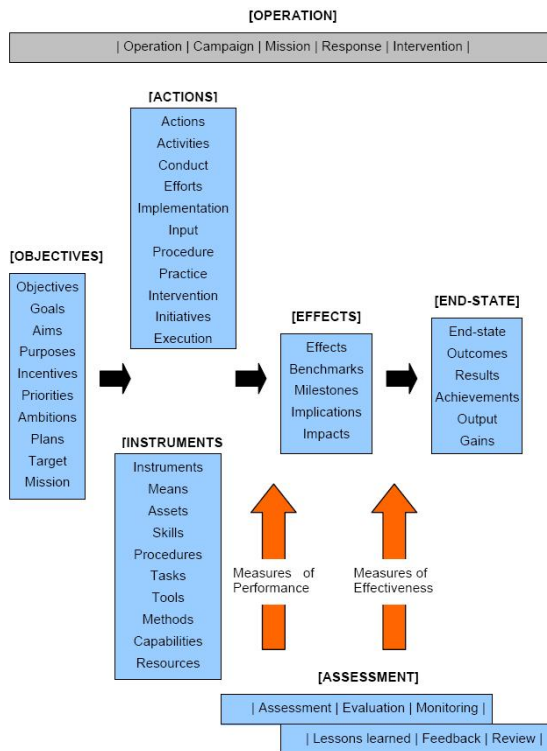 [OPERATION]
| Operation | Campaign | Mission | Response | Intervention |
[ACTIONS]
Actions
Activities
Conduct
Efforts
Implementation
Input
Procedure
Practice
Intervention
Initiatives
Execution
[OBJECTIVES]
Objectives
Goals
Aims
Purposes
Incentives
Priorities
Ambitions
Plans
Target
Mission
[INSTRUMENTS
Instruments
Means
Assets
Skills
Procedures
Tasks
Tools
Methods
Capabilities
Resources
[EFFECTS]
Effects
Benchmarks
Milestones
Implications
Impacts
[END-STATE]
End-state
Outcomes
Results
Achievements
Output
Gains
Measures of
Performance
Measures of
Effectiveness
[ASSESSMENT]
| Assessment | Evaluation | Monitoring |
| Lessons learned | Feedback | Review |